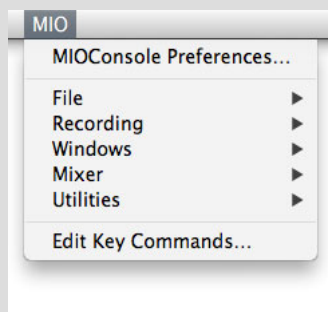 MIO
MIOConsole Preferences...
File
Recording
Windows
Mixer
Utilities
Edit Key Commands...